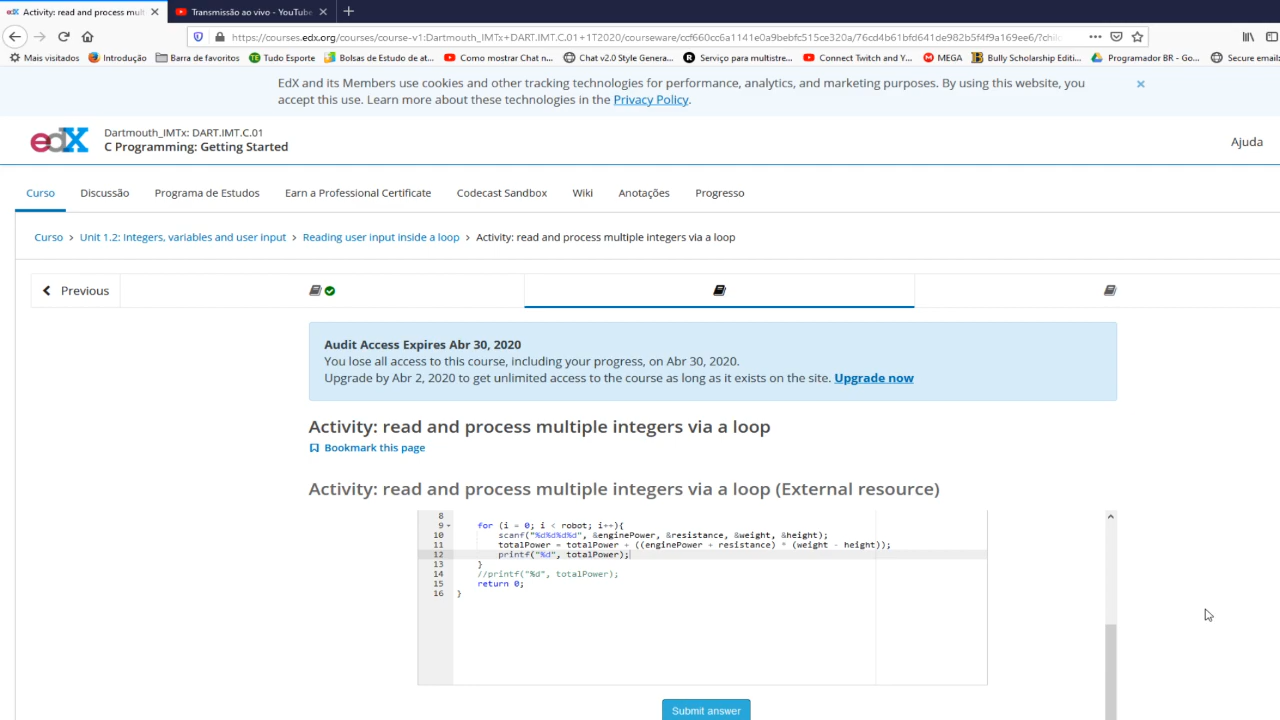 Activity: read and process mult
Transmissão ao vivo - YouTube
https://courses.edx.org/courses/course-v1:Dartmouth_IMTx+DART.IMT.C.01+1T2020/courseware/ccf660cc6a1141e0a9bebfc515ce320a/76cd4b61bfd641de982b5f4f9a169ee6/?chil
Mais visitados
Introdução
Barra de favoritos
Tudo Esporte
Bolsas de Estudo de at...
Como mostrar Chat n...
Chat v2.0 Style Genera...
Serviço para multistre...
Connect Twitch and Y...
MEGA
Bully Scholarship Editi...
Programador BR - Go...
Secure email
EdX and its Members use cookies and other tracking technologies for performance, analytics, and marketing purposes. By using this website, you
accept this use. Learn more about these technologies in the Privacy Policy.
edX
Dartmouth_IMTx: DART.IMT.C.01
C Programming: Getting Started
Ajuda
Curso
Discussão
Programa de Estudos
Earn a Professional Certificate
Codecast Sandbox
Wiki
Anotações
Progresso
Curso > Unit 1.2: Integers, variables and user input > Reading user input inside a loop > Activity: read and process multiple integers via a loop
Previous
Audit Access Expires Abr 30, 2020
You lose all access to this course, including your progress, on Abr 30, 2020.
Upgrade by Abr 2, 2020 to get unlimited access to the course as long as it exists on the site. Upgrade now
Activity: read and process multiple integers via a loop
Bookmark this page
Activity: read and process multiple integers via a loop (External resource)
8
9 for (i = 0; i < robot; i++){
10 scanf("%d%d%d%d", &enginePower, &resistance, &weight, &height);
11 totalPower = totalPower + ((enginePower + resistance) * (weight - height));
12 printf("%d", totalPower);
13 }
14 //printf("%d", totalPower);
15 return 0;
16 }
Submit answer